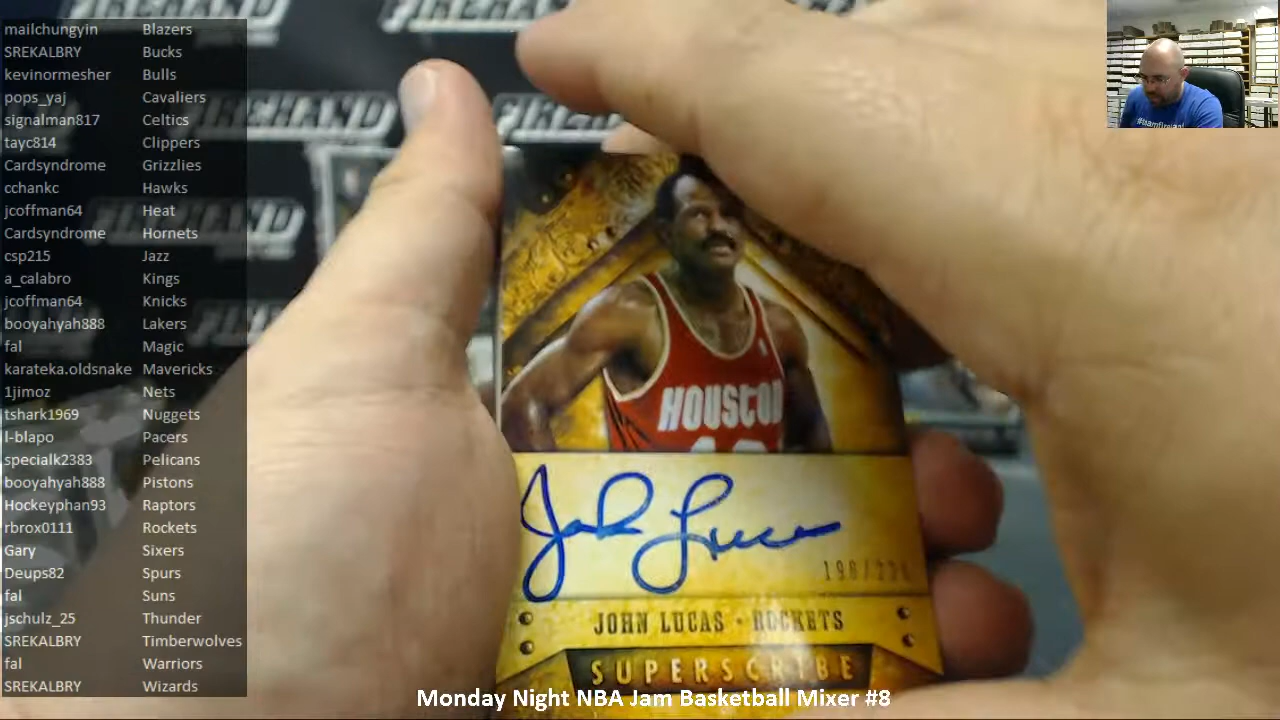 mailchungyin Blazers
SREKALBRY Bucks
kevinormesher Bulls
pops_yaj Cavaliers
signalman817 Celtics
tayc814 Clippers
Cardsyndrome Grizzlies
cchankc Hawks
jcoffman64 Heat
Cardsyndrome Hornets
csp215 Jazz
a_calabro Kings
jcoffman64 Knicks
booyahyah888 Lakers
fal Magic
karateka.oldsnake Mavericks
1jimoz Nets
tshark1969 Nuggets
l-blapo Pacers
specialk2383 Pelicans
booyahyah888 Pistons
Hockeyphan93 Raptors
rbrox0111 Rockets
Gary Sixers
Deups82 Spurs
fal Suns
jschulz_25 Thunder
SREKALBRY Timberwolves
fal Warriors
SREKALBRY Wizards
FIREHAND
HOUSTON
John Lucas
JOHN LUCAS · ROCKETS
SUPERSCRIBE
Monday Night NBA Jam Basketball Mixer #8